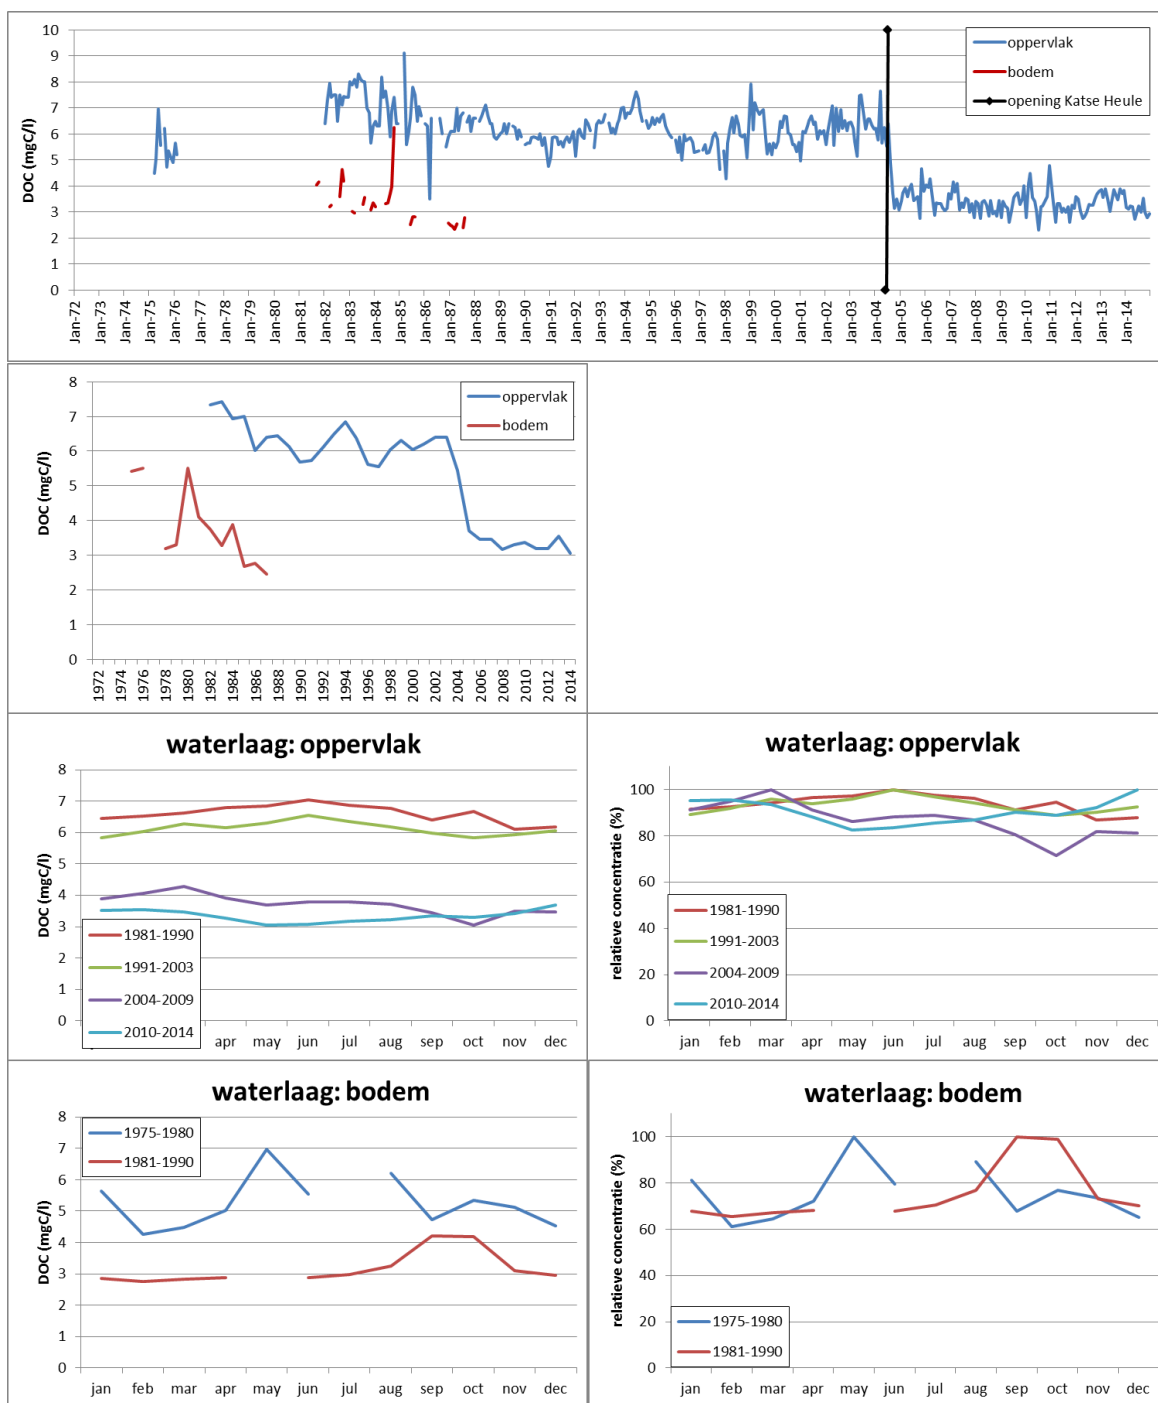 10
9
8
7
6
5
4
3
2
1
0
DOC (mgC/l)
oppervlak
bodem
opening Katse Heule
Jan-72
Jan-73
Jan-74
Jan-75
Jan-76
Jan-77
Jan-78
Jan-79
Jan-80
Jan-81
Jan-82
Jan-83
Jan-84
Jan-85
Jan-86
Jan-87
Jan-88
Jan-89
Jan-90
Jan-91
Jan-92
Jan-93
Jan-94
Jan-95
Jan-96
Jan-97
Jan-98
Jan-99
Jan-00
Jan-01
Jan-02
Jan-03
Jan-04
Jan-05
Jan-06
Jan-07
Jan-08
Jan-09
Jan-10
Jan-11
Jan-12
Jan-13
Jan-14
8
7
6
5
4
3
2
1
0
DOC (mgC/l)
oppervlak
bodem
1972
1974
1976
1978
1980
1982
1984
1986
1988
1990
1992
1994
1996
1998
2000
2002
2004
2006
2008
2010
2012
2014
waterlaag: oppervlak
8
7
6
5
4
3
2
1
0
DOC (mgC/l)
1981-1990
1991-2003
2004-2009
2010-2014
apr may jun jul aug sep oct nov dec
waterlaag: oppervlak
100
80
60
40
20
0
relatieve concentratie (%)
1981-1990
1991-2003
2004-2009
2010-2014
jan feb mar apr may jun jul aug sep oct nov dec
waterlaag: bodem
8
7
6
5
4
3
2
1
0
DOC (mgC/l)
1975-1980
1981-1990
jan feb mar apr may jun jul aug sep oct nov dec
waterlaag: bodem
100
80
60
40
20
0
relatieve concentratie (%)
1975-1980
1981-1990
jan feb mar apr may jun jul aug sep oct nov dec